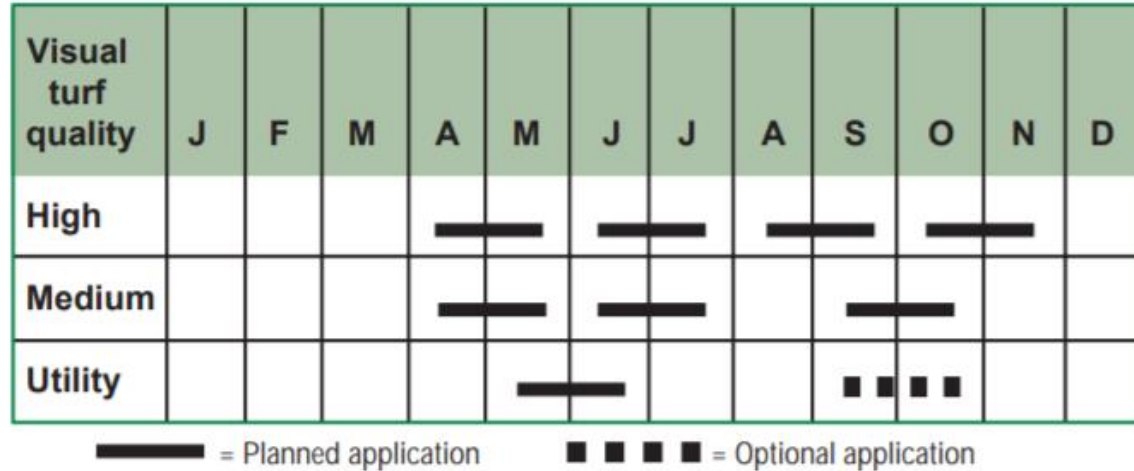 Visual
turf
quality J F M A M J J A S O N D
High
Medium
Utility
= Planned application = Optional application